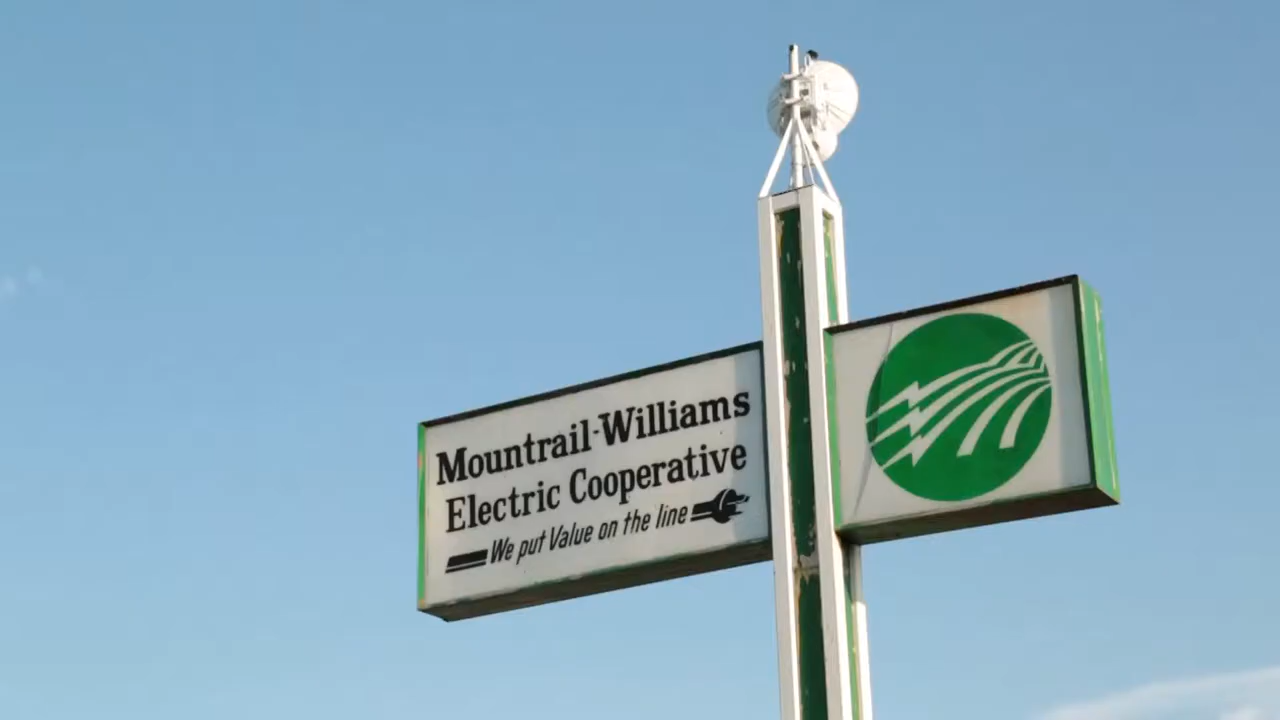 Mountrail-Williams
Electric Cooperative
We put Value on the line